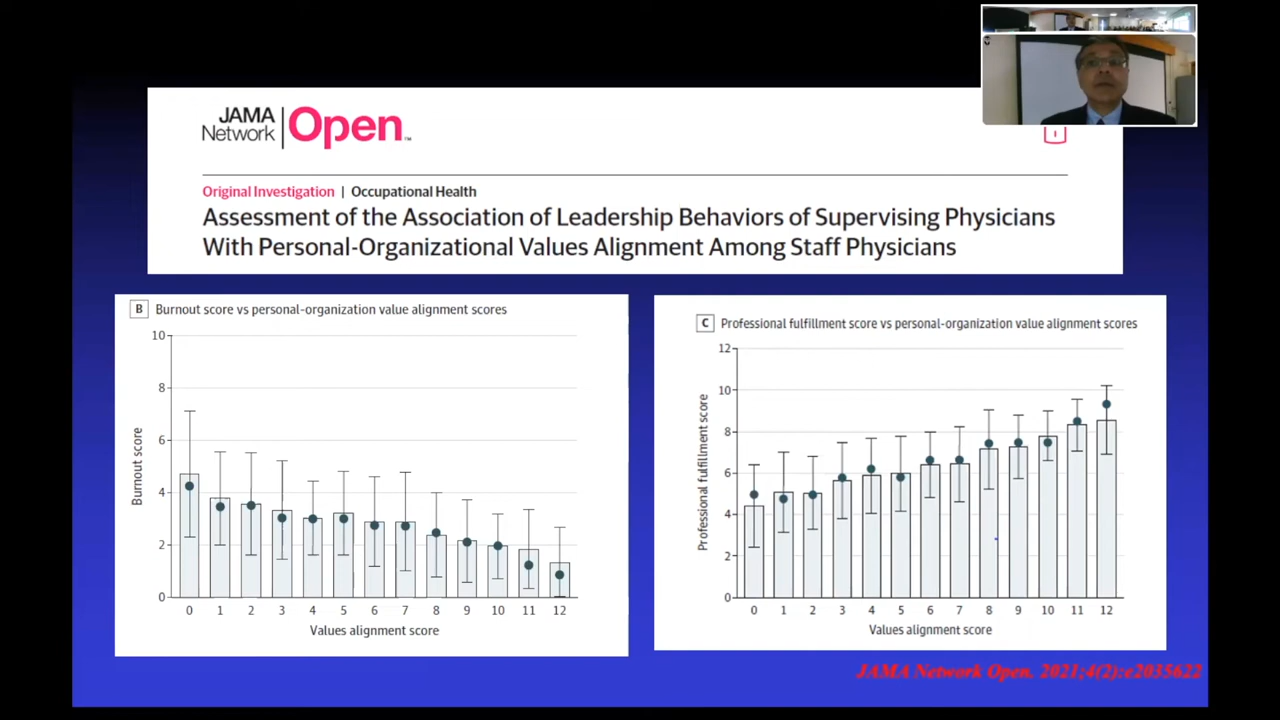 JAMA
Network
Open™
Original Investigation | Occupational Health
Assessment of the Association of Leadership Behaviors of Supervising Physicians
With Personal-Organizational Values Alignment Among Staff Physicians
B Burnout score vs personal-organization value alignment scores
10
8
6
4
2
0
Burnout score
0 1 2 3 4 5 6 7 8 9 10 11 12
Values alignment score
C Professional fulfillment score vs personal-organization value alignment scores
12
10
8
6
4
2
0
Professional fulfillment score
0 1 2 3 4 5 6 7 8 9 10 11 12
Values alignment score
JAMA Network Open. 2021;4(2):e2035622